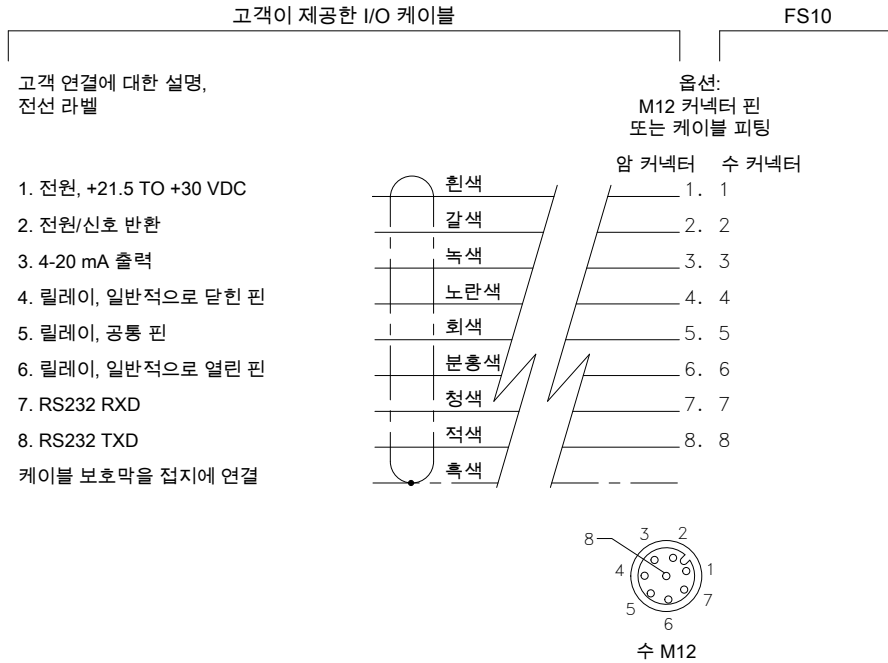 고객이 제공한 I/O 케이블
FS10
고객 연결에 대한 설명,
전선 라벨
옵션:
M12 커넥터 핀
또는 케이블 피팅
암 커넥터 수 커넥터
1. 전원, +21.5 TO +30 VDC 흰색 1. 1
2. 전원/신호 반환 갈색 2. 2
3. 4-20 mA 출력 녹색 3. 3
4. 릴레이, 일반적으로 닫힌 핀 노란색 4. 4
5. 릴레이, 공통 핀 회색 5. 5
6. 릴레이, 일반적으로 열린 핀 분홍색 6. 6
7. RS232 RXD 청색 7. 7
8. RS232 TXD 적색 8. 8
케이블 보호막을 접지에 연결 흑색
8 3 2
4 1
5 7
6
수 M12